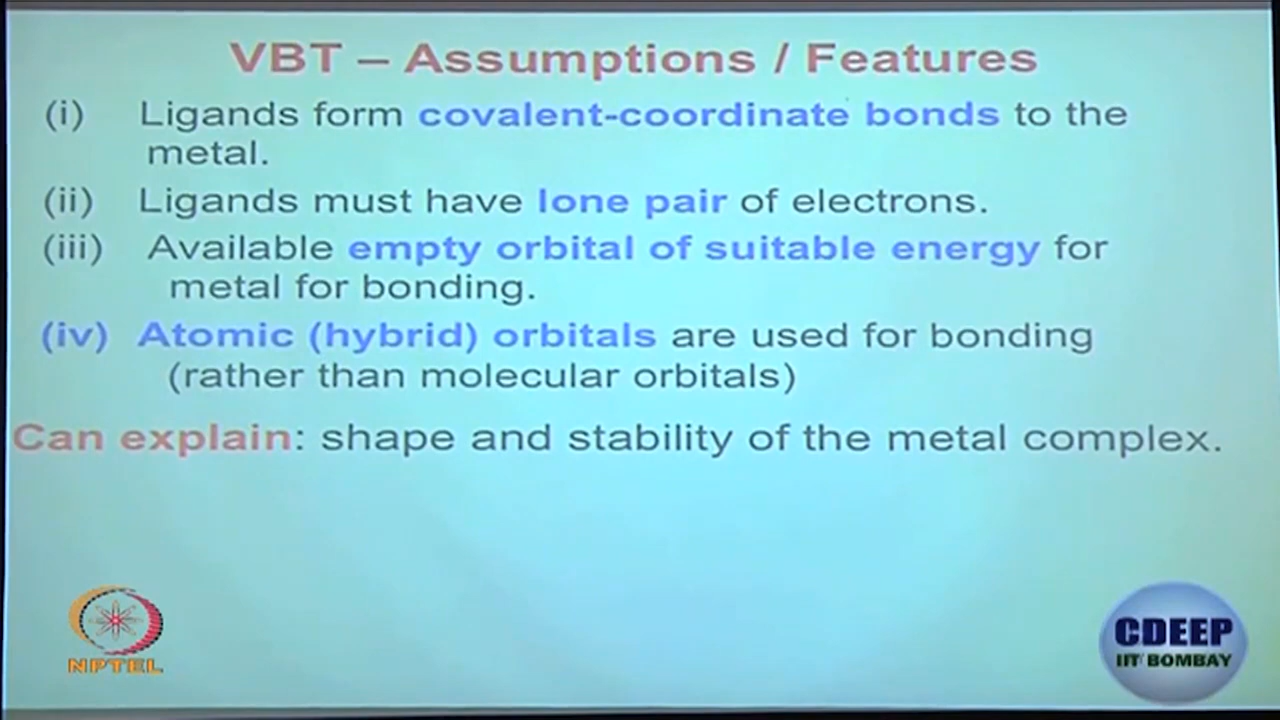 VBT – Assumptions / Features
(i) Ligands form covalent-coordinate bonds to the
metal.
(ii) Ligands must have lone pair of electrons.
(iii) Available empty orbital of suitable energy for
metal for bonding.
(iv) Atomic (hybrid) orbitals are used for bonding
(rather than molecular orbitals)
Can explain: shape and stability of the metal complex.
NPTEL
CDEEP
IIT BOMBAY